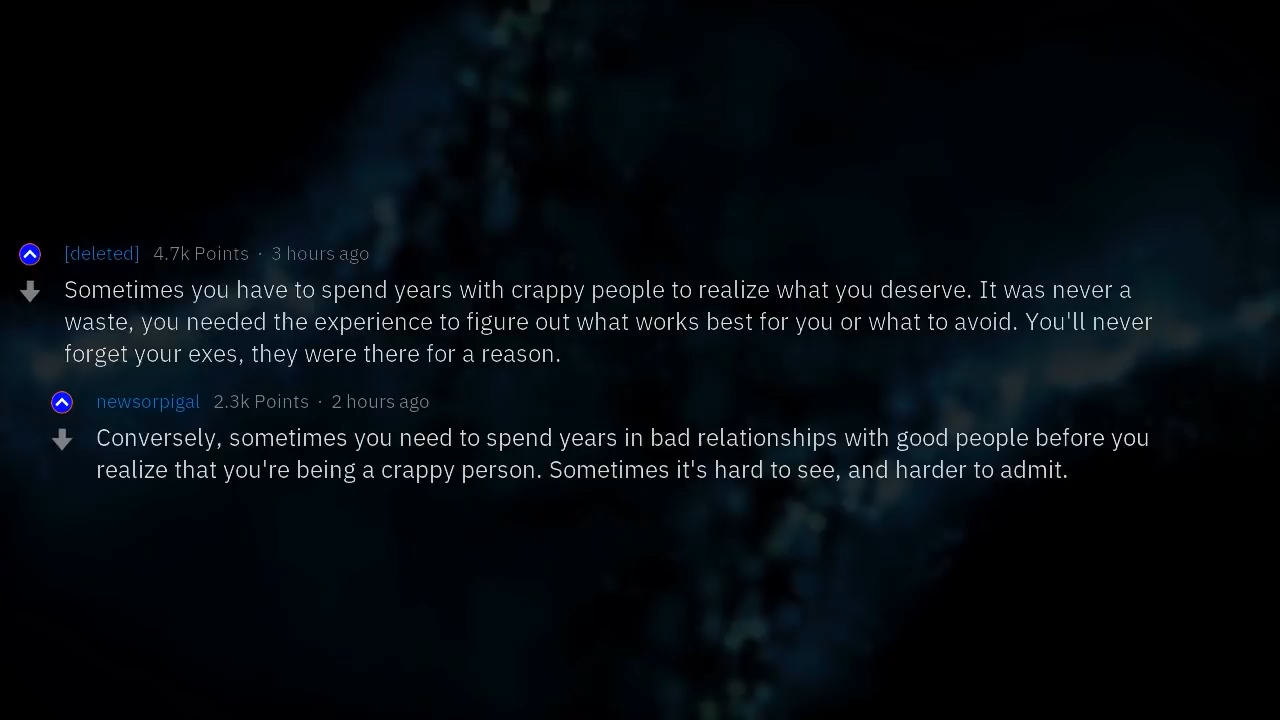 [deleted] 4.7k Points · 3 hours ago
Sometimes you have to spend years with crappy people to realize what you deserve. It was never a
waste, you needed the experience to figure out what works best for you or what to avoid. You'll never
forget your exes, they were there for a reason.
newsorpigal 2.3k Points · 2 hours ago
Conversely, sometimes you need to spend years in bad relationships with good people before you
realize that you're being a crappy person. Sometimes it's hard to see, and harder to admit.